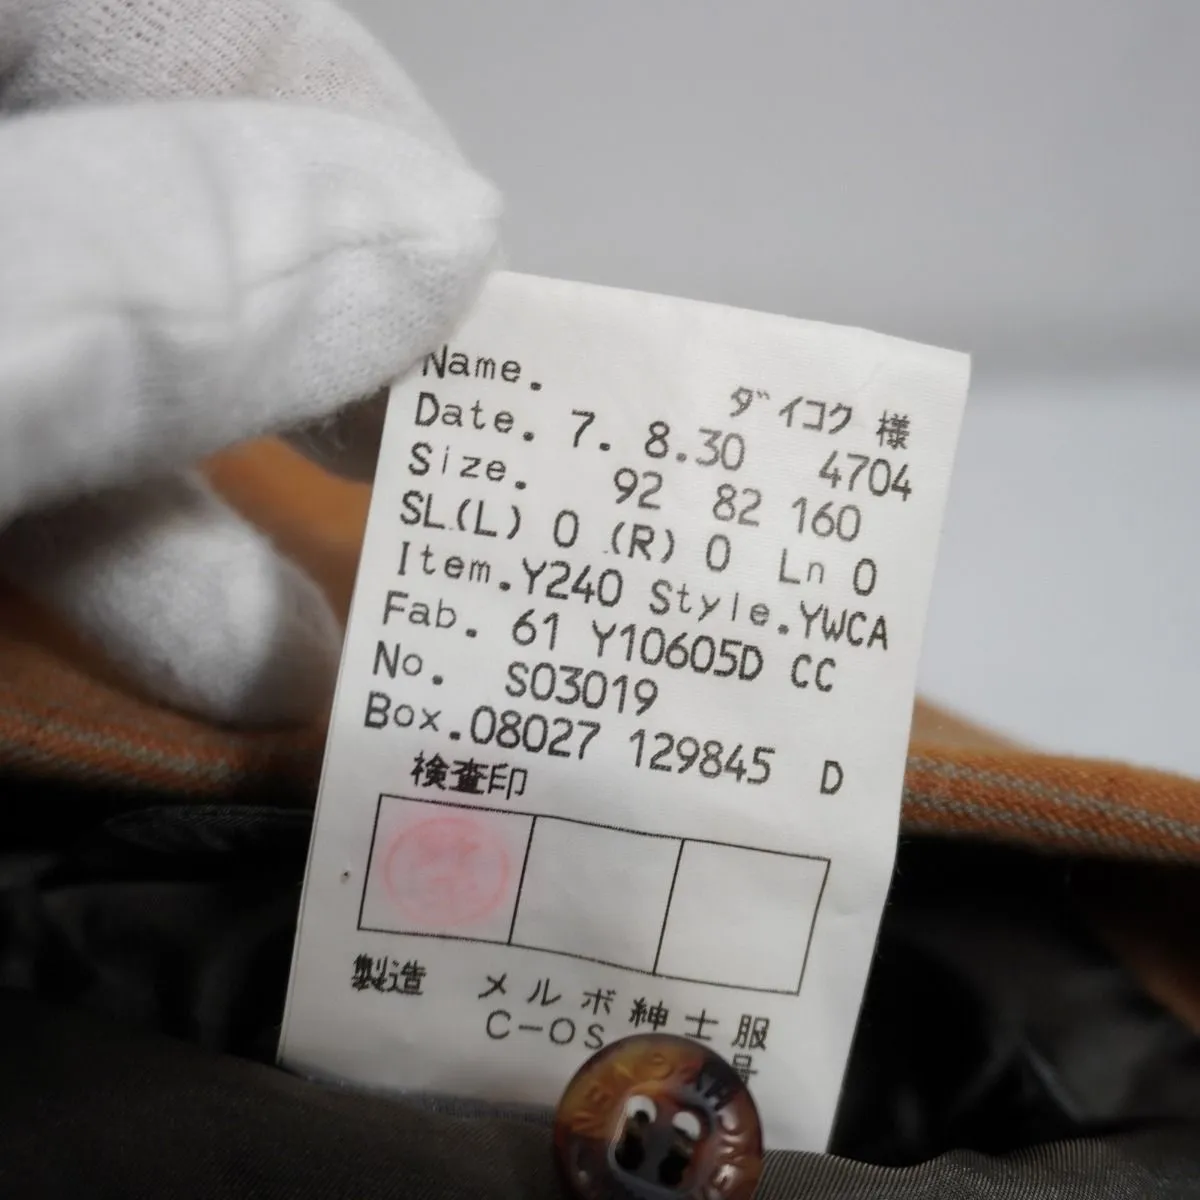 Name.
ダイコク 様
Date. 7. 8.30 4704
Size. 92 82 160
SL.(L) 0 (R) 0 Ln 0
Item.Y240 Style.YWCA
Fab. 61 Y10605D CC
No. S03019
Box.08027 129845 D
検査印
製造 メルボ紳士服
C-OS
号